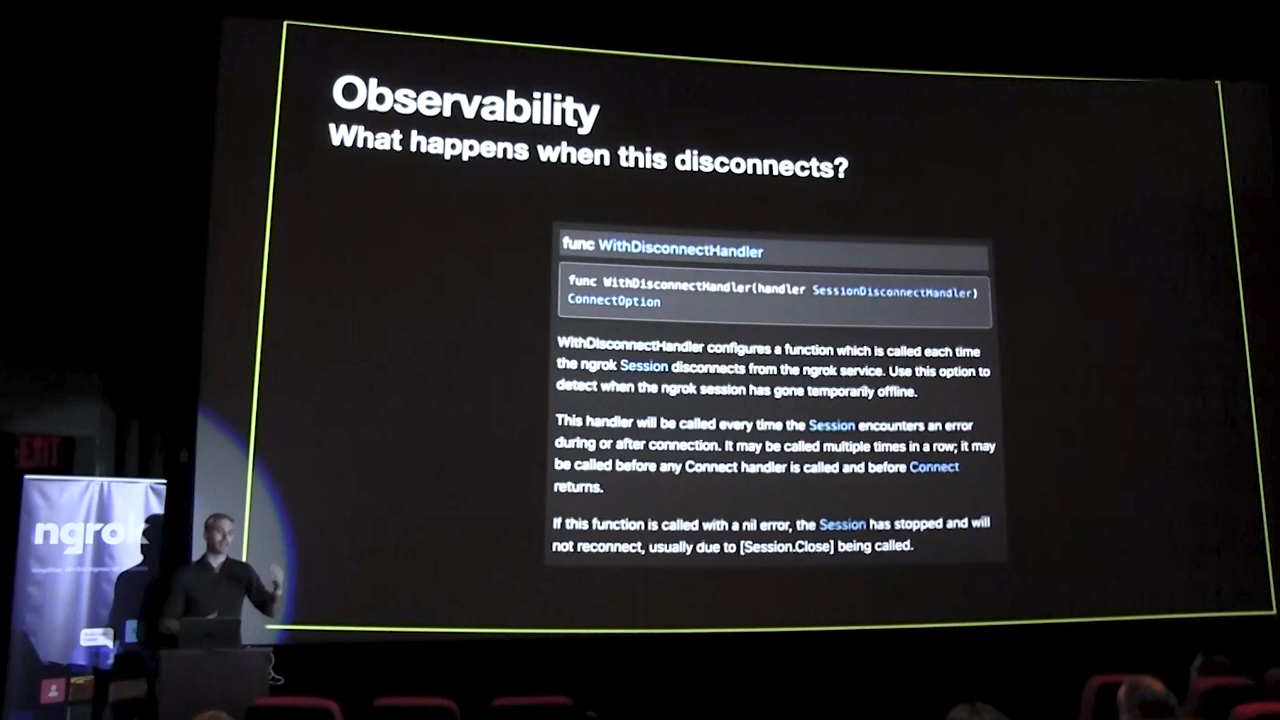 Observability
What happens when this disconnects?
func WithDisconnectHandler
func WithDisconnectHandler(handler SessionDisconnectHandler)
ConnectOption
WithDisconnectHandler configures a function which is called each time
the ngrok Session disconnects from the ngrok service. Use this option to
detect when the ngrok session has gone temporarily offline.
This handler will be called every time the Session encounters an error
during or after connection. It may be called multiple times in a row; it may
be called before any Connect handler is called and before Connect
returns.
If this function is called with a nil error, the Session has stopped and will
not reconnect, usually due to [Session.Close] being called.
EXIT
ngrok